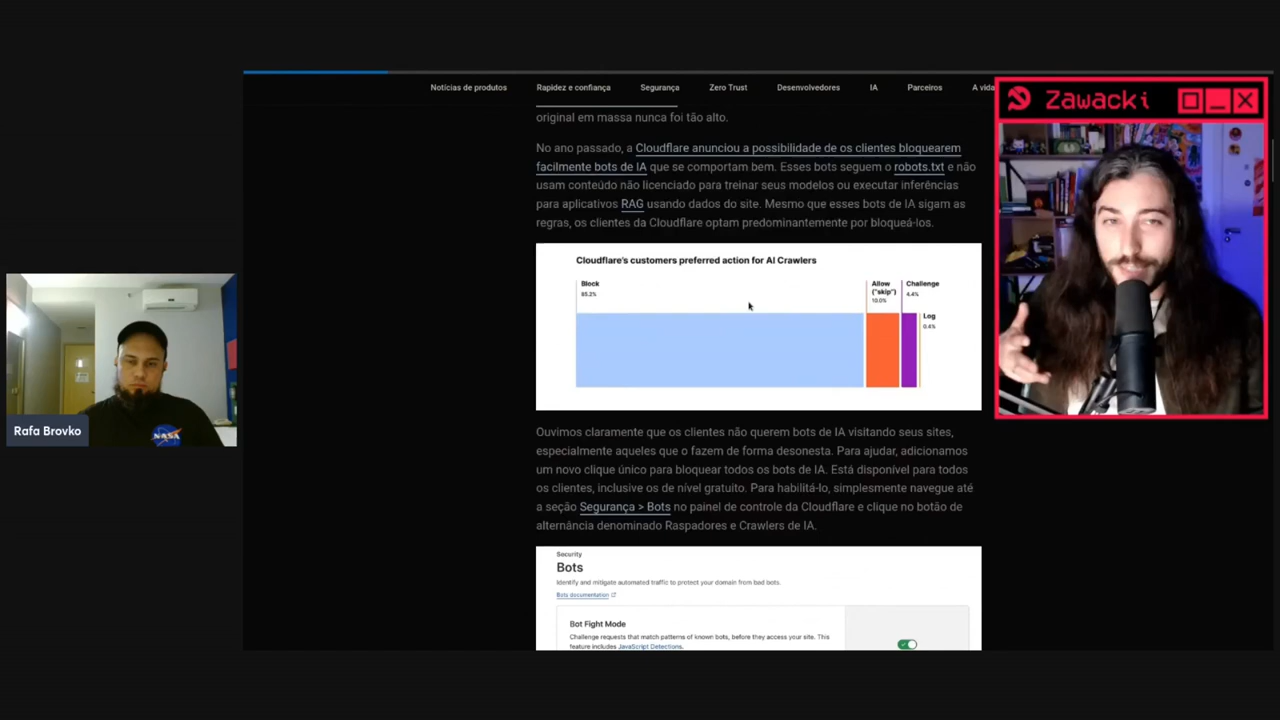 Notícias de produtos Rapidez e confiança Segurança Zero Trust Desenvolvedores IA Parceiros A vida
original em massa nunca foi tão alto.
No ano passado, a Cloudflare anunciou a possibilidade de os clientes bloquearem
facilmente bots de IA que se comportam bem. Esses bots seguem o robots.txt e não
usam conteúdo não licenciado para treinar seus modelos ou executar inferências
para aplicativos RAG usando dados do site. Mesmo que esses bots de IA sigam as
regras, os clientes da Cloudflare optam predominantemente por bloqueá-los.
Cloudflare's customers preferred action for AI Crawlers
Block
85.2%
Allow
("skip")
10.0%
Challenge
4.4%
Log
0.4%
Ouvimos claramente que os clientes não querem bots de IA visitando seus sites,
especialmente aqueles que o fazem de forma desonesta. Para ajudar, adicionamos
um novo clique único para bloquear todos os bots de IA. Está disponível para todos
os clientes, inclusive os de nível gratuito. Para habilitá-lo, simplesmente navegue até
a seção Segurança > Bots no painel de controle da Cloudflare e clique no botão de
alternância denominado Raspadores e Crawlers de IA.
Security
Bots
Identify and mitigate automated traffic to protect your domain from bad bots.
Bots documentation
Bot Fight Mode
Challenge requests that match patterns of known bots, before they access your site. This
feature includes JavaScript Detections.
Zawacki
Rafa Brovko
NASA